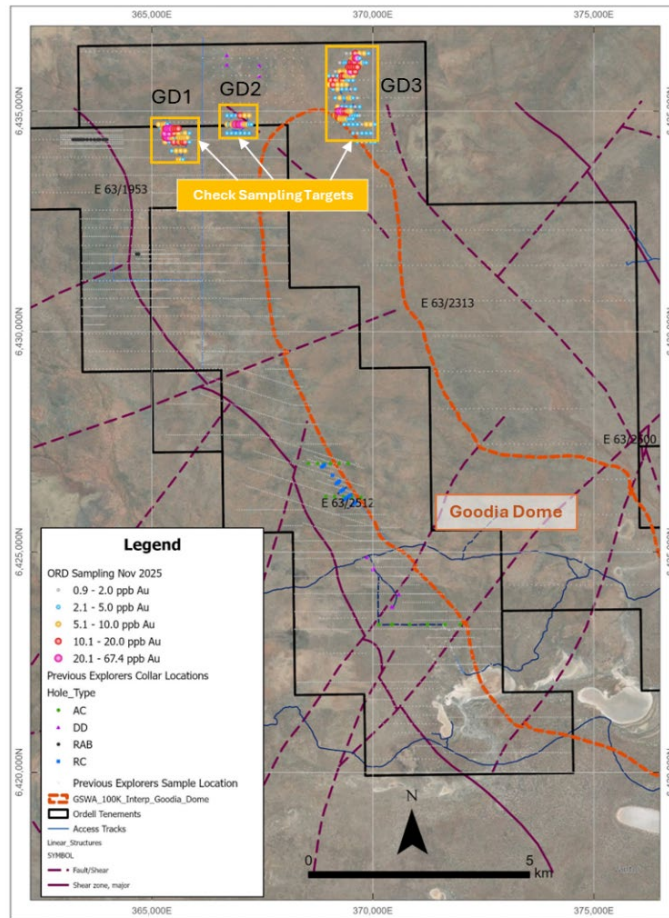 365,000E 370,000E 375,000E
6,435,000N
6,430,000N
6,425,000N
6,420,000N
GD1
GD2
GD3
Check Sampling Targets
E 63/1953
E 63/2313
E 63/2512
Goodia Dome
Legend
ORD Sampling Nov 2025
0.9 - 2.0 ppb Au
2.1 - 5.0 ppb Au
5.1 - 10.0 ppb Au
10.1 - 20.0 ppb Au
20.1 - 67.4 ppb Au
Previous Explorers Collar Locations
Hole_Type
AC
DD
RAB
RC
Previous Explorers Sample Location
GSWA_100K_Interp_Goodia_Dome
Ordell Tenements
Access Tracks
Linear_Structures
SYMBOL
Fault/Shear
Shear zone, major
N
0 5
km
365,000E 370,000E 375,000E